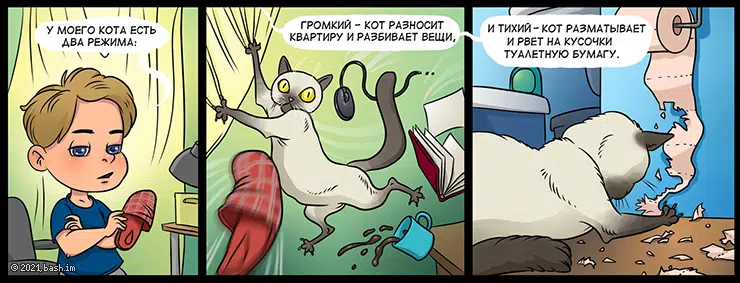 У МОЕГО КОТА ЕСТЬ
ДВА РЕЖИМА:
ГРОМКИЙ – КОТ РАЗНОСИТ
КВАРТИРУ И РАЗБИВАЕТ ВЕЩИ,
...
И ТИХИЙ – КОТ РАЗМАТЫВАЕТ
И РВЕТ НА КУСОЧКИ
ТУАЛЕТНУЮ БУМАГУ.
© 2021, bash.im